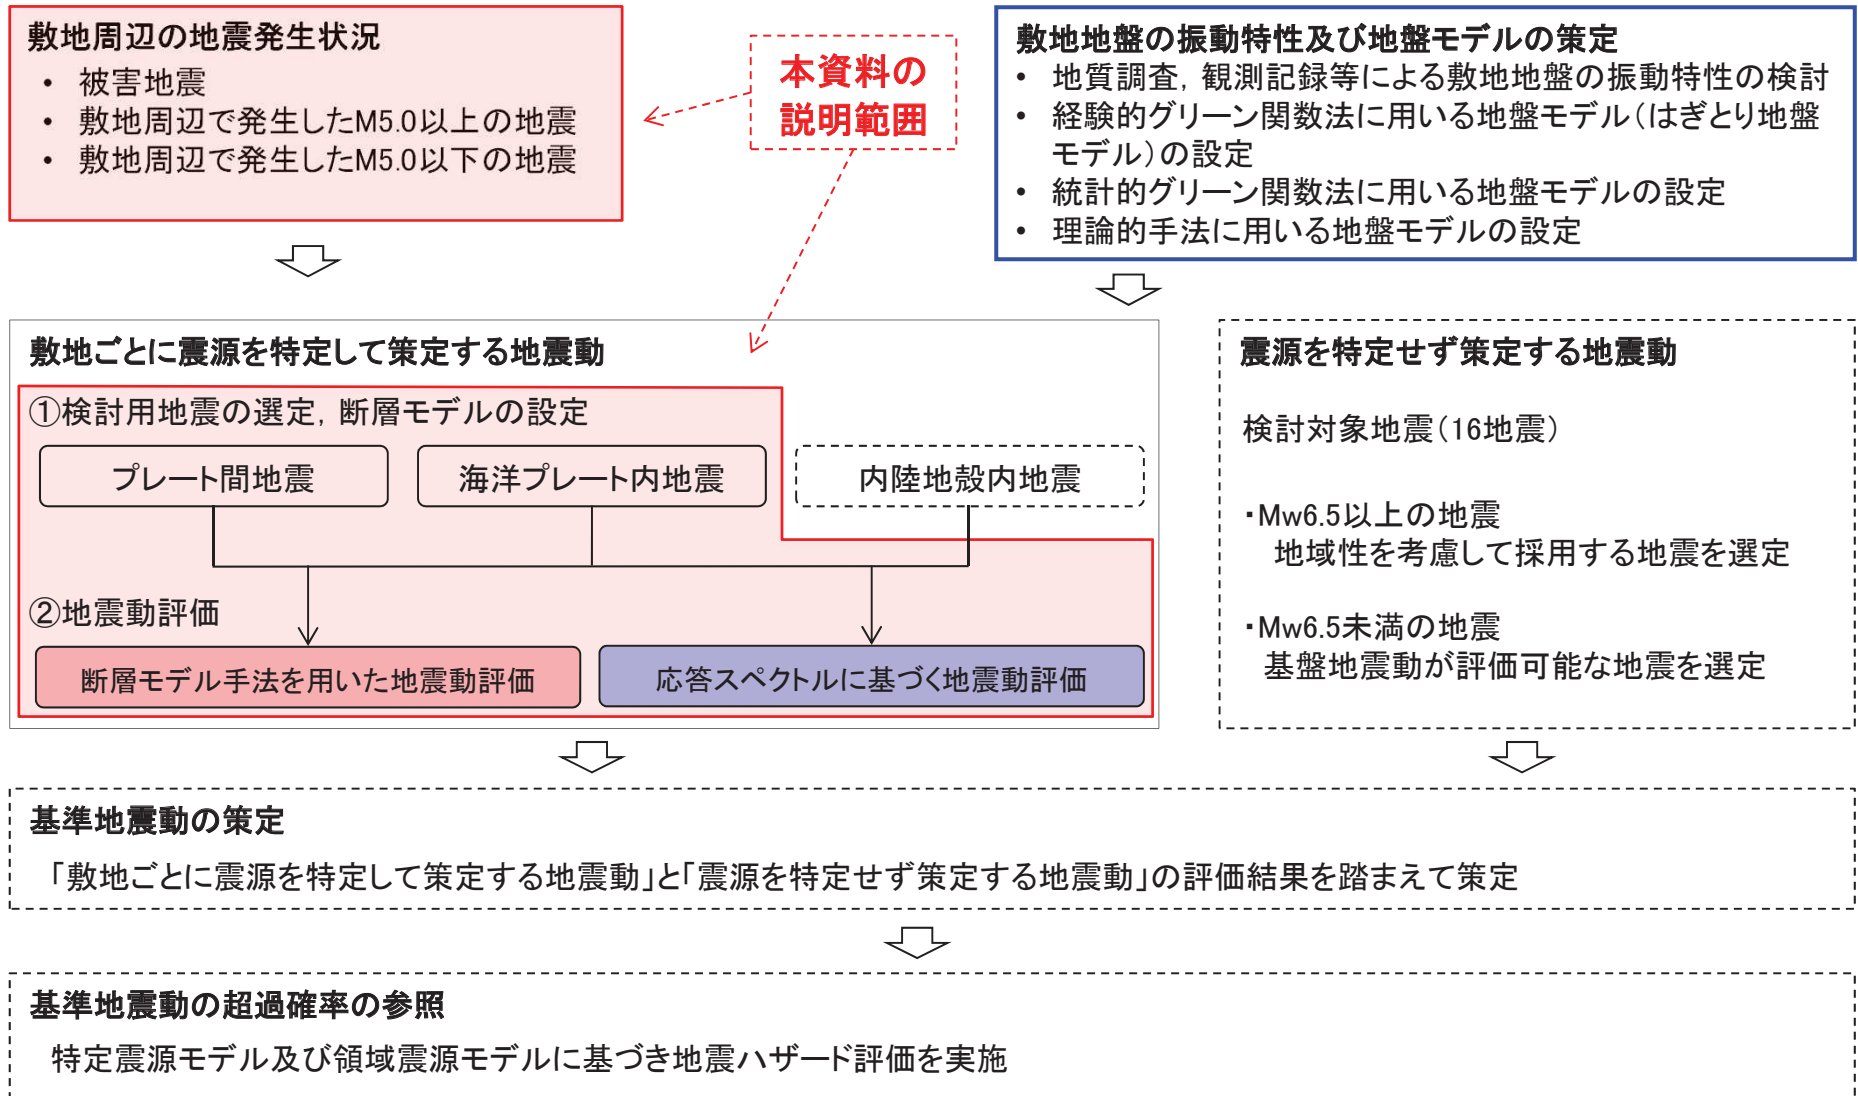 敷地周辺の地震発生状況
• 被害地震
• 敷地周辺で発生したM5.0以上の地震
• 敷地周辺で発生したM5.0以下の地震
本資料の
説明範囲
敷地地盤の振動特性及び地盤モデルの策定
• 地質調査，観測記録等による敷地地盤の振動特性の検討
• 経験的グリーン関数法に用いる地盤モデル（はぎとり地盤
モデル）の設定
• 統計的グリーン関数法に用いる地盤モデルの設定
• 理論的手法に用いる地盤モデルの設定
敷地ごとに震源を特定して策定する地震動
①検討用地震の選定，断層モデルの設定
プレート間地震
海洋プレート内地震
内陸地殻内地震
②地震動評価
断層モデル手法を用いた地震動評価
応答スペクトルに基づく地震動評価
震源を特定せず策定する地震動
検討対象地震（16地震）
・Mw6.5以上の地震
地域性を考慮して採用する地震を選定
・Mw6.5未満の地震
基盤地震動が評価可能な地震を選定
基準地震動の策定
「敷地ごとに震源を特定して策定する地震動」と「震源を特定せず策定する地震動」の評価結果を踏まえて策定
基準地震動の超過確率の参照
特定震源モデル及び領域震源モデルに基づき地震ハザード評価を実施